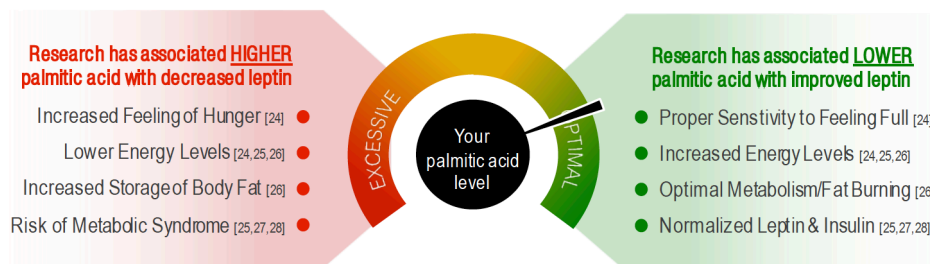 Research has associated HIGHER
palmitic acid with decreased leptin
Increased Feeling of Hunger [24]
Lower Energy Levels [24,25,26]
Increased Storage of Body Fat [26]
Risk of Metabolic Syndrome [25,27,28]
EXCESSIVE
Your
palmitic acid
level
PTIMAL
Research has associated LOWER
palmitic acid with improved leptin
Proper Senstivity to Feeling Full [24]
Increased Energy Levels [24,25,26]
Optimal Metabolism/Fat Burning [26
Normalized Leptin & Insulin [25,27,28]